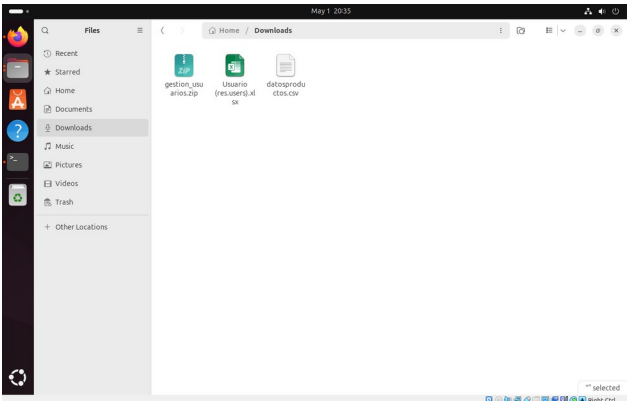 May 1 20:35
Files
Home / Downloads
Recent
Starred
Home
Documents
Downloads
Music
Pictures
Videos
Trash
Other Locations
ZIP
gestion_usu
arios.zip
Usuario
(res.users).xl
sx
datosprodu
ctos.csv
"" selected
Right Ctrl